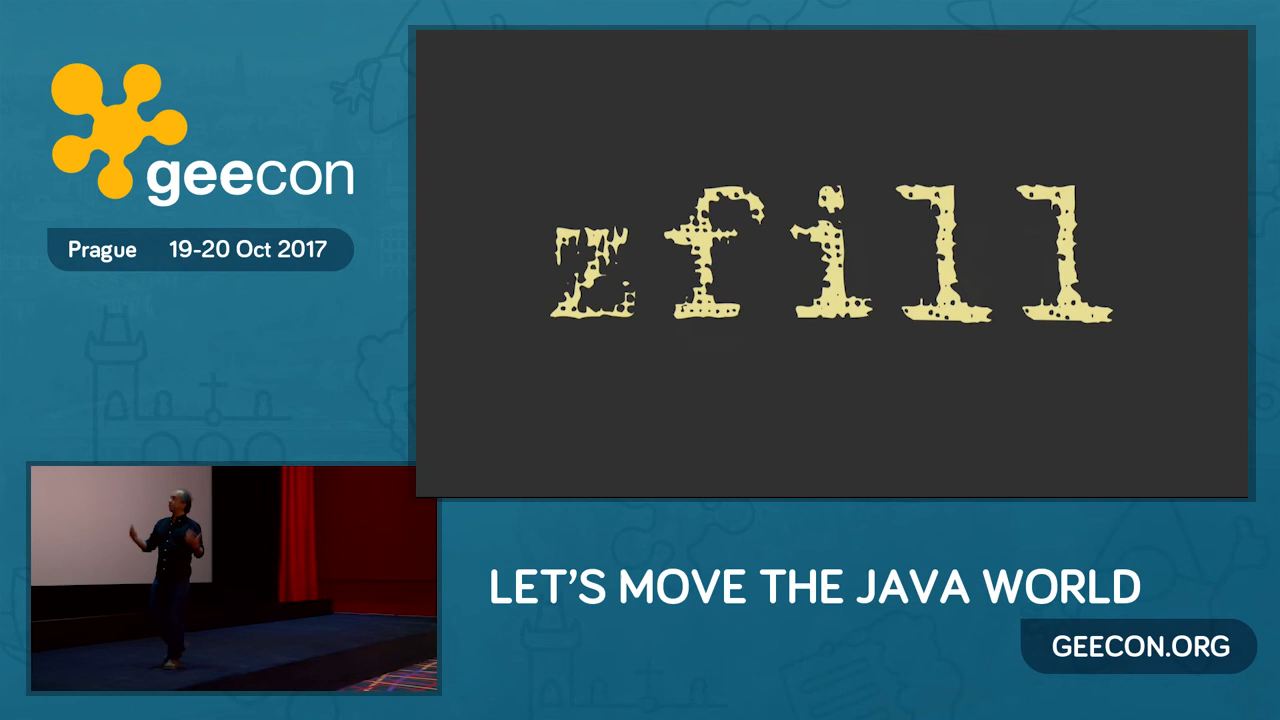 geecon
Prague 19-20 Oct 2017
zfill
LET'S MOVE THE JAVA WORLD
GEECON.ORG